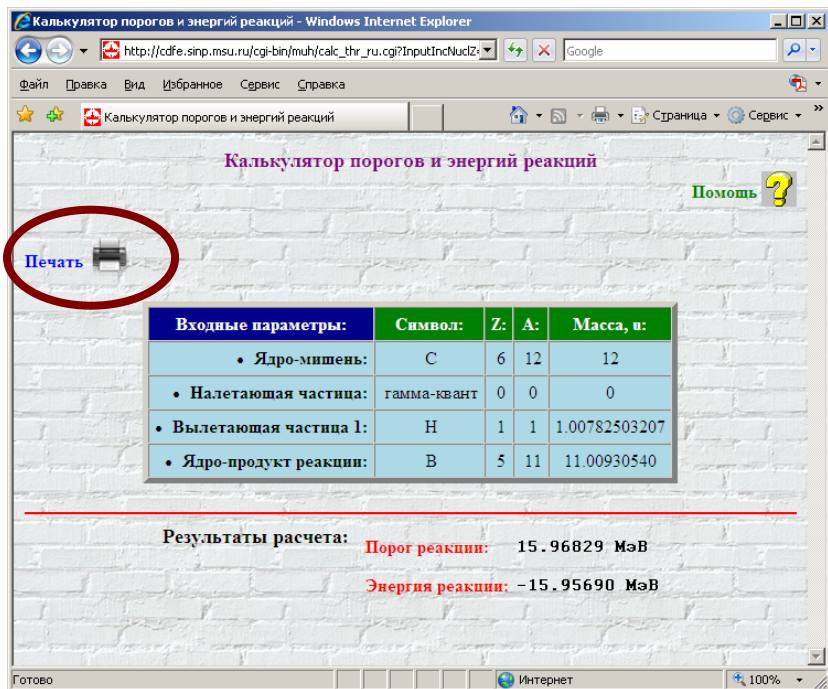 Калькулятор порогов и энергий реакций - Windows Internet Explorer
http://cdfe.sinp.msu.ru/cgi-bin/muh/calc_thr_ru.cgi?InputIncNuclZ= Google
Файл Правка Вид Избранное Сервис Справка
Калькулятор порогов и энергий реакций Страница Сервис »
Калькулятор порогов и энергий реакций
Помощь
Печать
Входные параметры: Символ: Z: A: Масса, u:
• Ядро-мишень: C 6 12 12
• Налетающая частица: гамма-квант 0 0 0
• Вылетающая частица 1: H 1 1 1.00782503207
• Ядро-продукт реакции: B 5 11 11.00930540
Результаты расчета: Порог реакции: 15.96829 МэВ
Энергия реакции: -15.95690 МэВ
Готово Интернет 100%